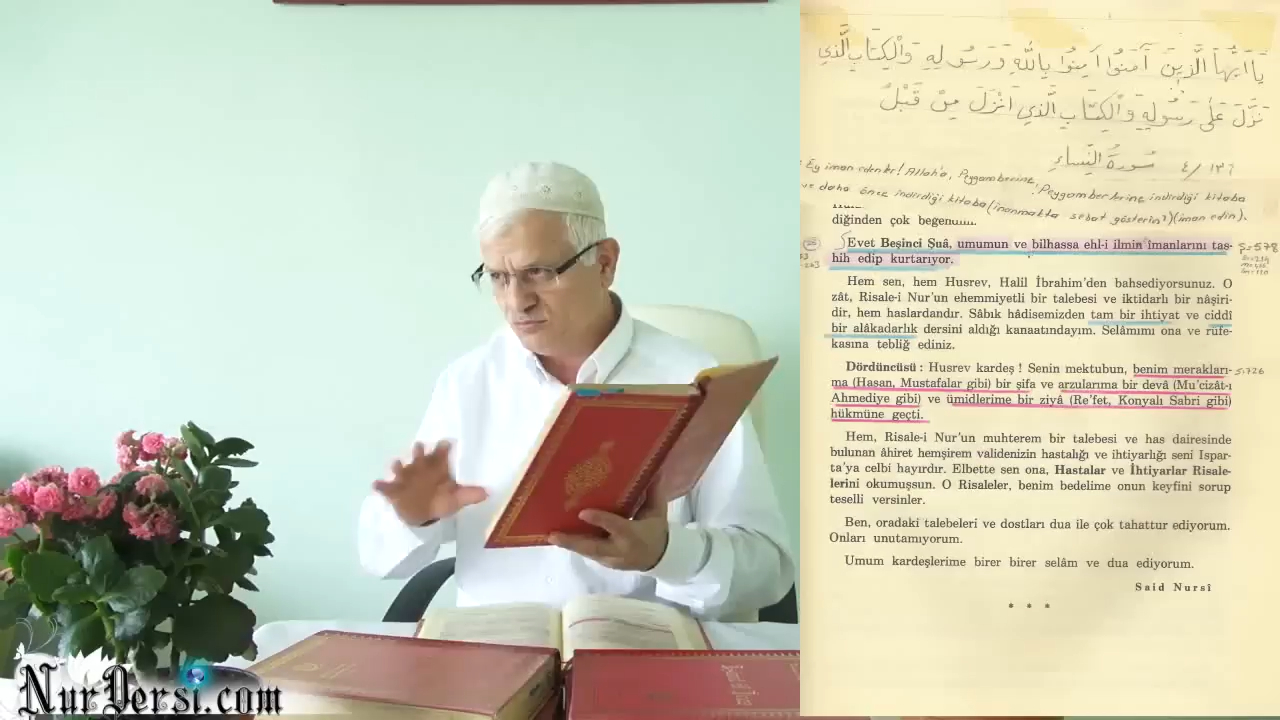 يَا اَيُّهَا الَّذِينَ آمَنُوا آمِنُوا بِاللّٰهِ وَرَسُولِهِ وَالْكِتَابِ الَّذِي
نَزَّلَ عَلٰى رَسُولِهِ وَالْكِتَابِ الَّذِي اَنْزَلَ مِنْ قَبْلُ
سُورَةُ النِّسَاءِ ٤/١٣٦
Ey iman edenler! Allah'a, Peygamberine, Peygamberlerine indirdiği kitaba
ve daha önce indirdiği kitaba (inanmakta sebat gösterin!) (iman edin).
diğinden çok beğenu
Evet Beşinci Şuâ, umumun ve bilhassa ehl-i ilmin imanlarını tas- Ş:578
hih edip kurtarıyor.
Hem sen, hem Husrev, Halil İbrahim'den bahsediyorsunuz. O
zât, Risale-i Nur'un ehemmiyetli bir talebesi ve iktidarlı bir nâşiri-
dir, hem haslardandır. Sâbık hâdisemizden tam bir ihtiyat ve ciddî
bir alâkadarlık dersini aldığı kanaatındayım. Selâmımı ona ve rüfe-
kasına tebliğ ediniz.
Dördüncüsü : Husrev kardeş ! Senin mektubun, benim merakları- S:726
ma (Hasan, Mustafalar gibi) bir şifa ve arzularıma bir devâ (Mu'cizât-ı
Ahmediye gibi) ve ümidlerime bir ziyâ (Re'fet, Konyalı Sabri gibi)
hükmüne geçti.
Hem, Risale-i Nur'un muhterem bir talebesi ve has dairesinde
bulunan âhiret hemşirem validenizin hastalığı ve ihtiyarlığı seni Ispar-
ta'ya celbi hayırdır. Elbette sen ona, Hastalar ve İhtiyarlar Risale-
lerini okumuşsun. O Risaleler, benim bedelime onun keyfini sorup
teselli versinler.
Ben, oradaki talebeleri ve dostları dua ile çok tahattur ediyorum.
Onları unutamıyorum.
Umum kardeşlerime birer birer selâm ve dua ediyorum.
Said Nursî
* * *
NurDersi.com